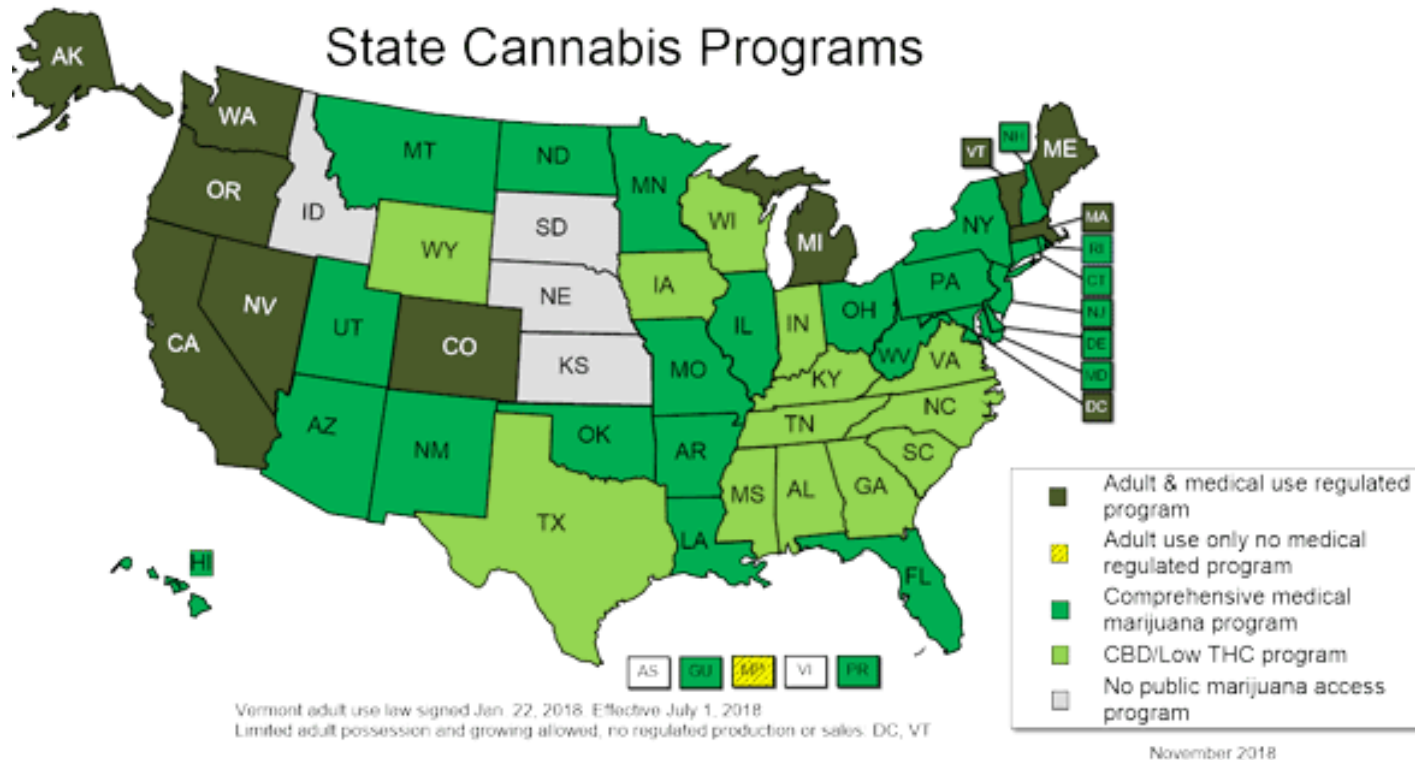 State Cannabis Programs
AK
WA
OR
CA
NV
ID
MT
WY
UT
CO
AZ
NM
ND
SD
NE
KS
OK
TX
MN
IA
MO
AR
LA
WI
IL
MI
IN
OH
KY
TN
MS
AL
GA
FL
SC
NC
VA
WV
PA
NY
VT
NH
ME
MA
RI
CT
NJ
DE
MD
DC
HI
AS
GU
VI
PR
Adult & medical use regulated
program
Adult use only no medical
regulated program
Comprehensive medical
marijuana program
CBD/Low THC program
No public marijuana access
program
Vermont adult use law signed Jan. 22, 2018. Effective July 1, 2018
Limited adult possession and growing allowed, no regulated production or sales: DC, VT
November 2018